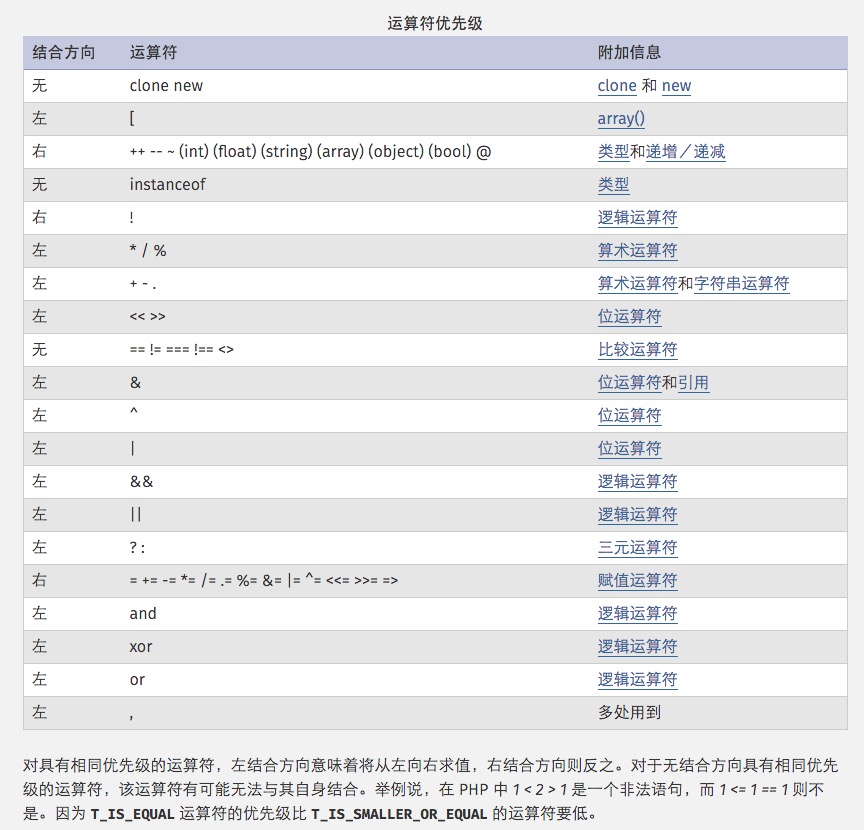 运算符优先级
结合方向 运算符 附加信息
无 clone new clone 和 new
左 [ array()
右 ++ -- ~ (int) (float) (string) (array) (object) (bool) @ 类型和递增／递减
无 instanceof 类型
右 ! 逻辑运算符
左 * / % 算术运算符
左 + - . 算术运算符和字符串运算符
左 << >> 位运算符
无 == != === !== <> 比较运算符
左 & 位运算符和引用
左 ^ 位运算符
左 | 位运算符
左 && 逻辑运算符
左 || 逻辑运算符
左 ? : 三元运算符
右 = += -= *= /= .= %= &= |= ^= <<= >>= => 赋值运算符
左 and 逻辑运算符
左 xor 逻辑运算符
左 or 逻辑运算符
左 , 多处用到
对具有相同优先级的运算符，左结合方向意味着将从左向右求值，右结合方向则反之。对于无结合方向具有相同优先
级的运算符，该运算符有可能无法与其自身结合。举例说，在 PHP 中 1 < 2 > 1 是一个非法语句，而 1 <= 1 == 1 则不
是。因为 T_IS_EQUAL 运算符的优先级比 T_IS_SMALLER_OR_EQUAL 的运算符要低。